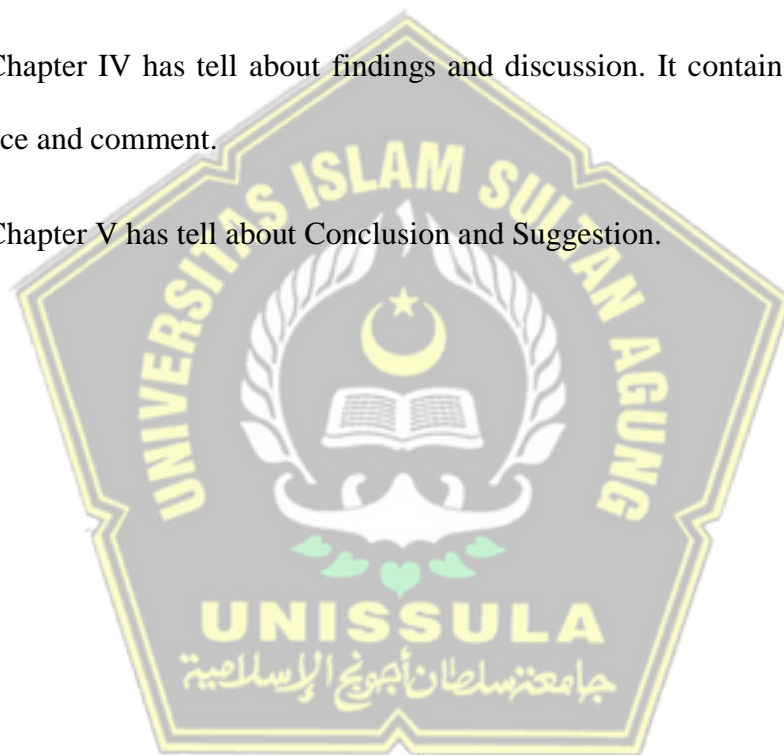 Chapter IV has tell about findings and discussion. It contain
ce and comment.
Chapter V has tell about Conclusion and Suggestion.
UNIVERSITAS ISLAM SULTAN AGUNG
UNISSULA
جامعة سلطان أجونج الإسلامية